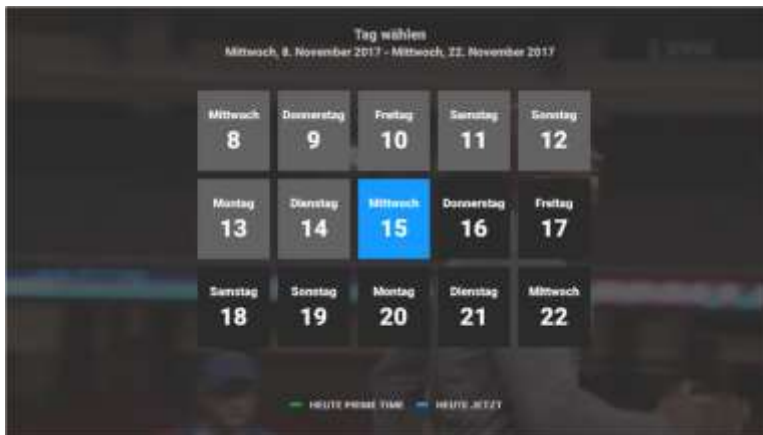 Tag wählen
Mittwoch, 8. November 2017 - Mittwoch, 22. November 2017
Mittwoch Donnerstag Freitag Samstag Sonntag
8 9 10 11 12
Montag Dienstag Mittwoch Donnerstag Freitag
13 14 15 16 17
Samstag Sonntag Montag Dienstag Mittwoch
18 19 20 21 22
HEUTE PRIME TIME HEUTE JETZT